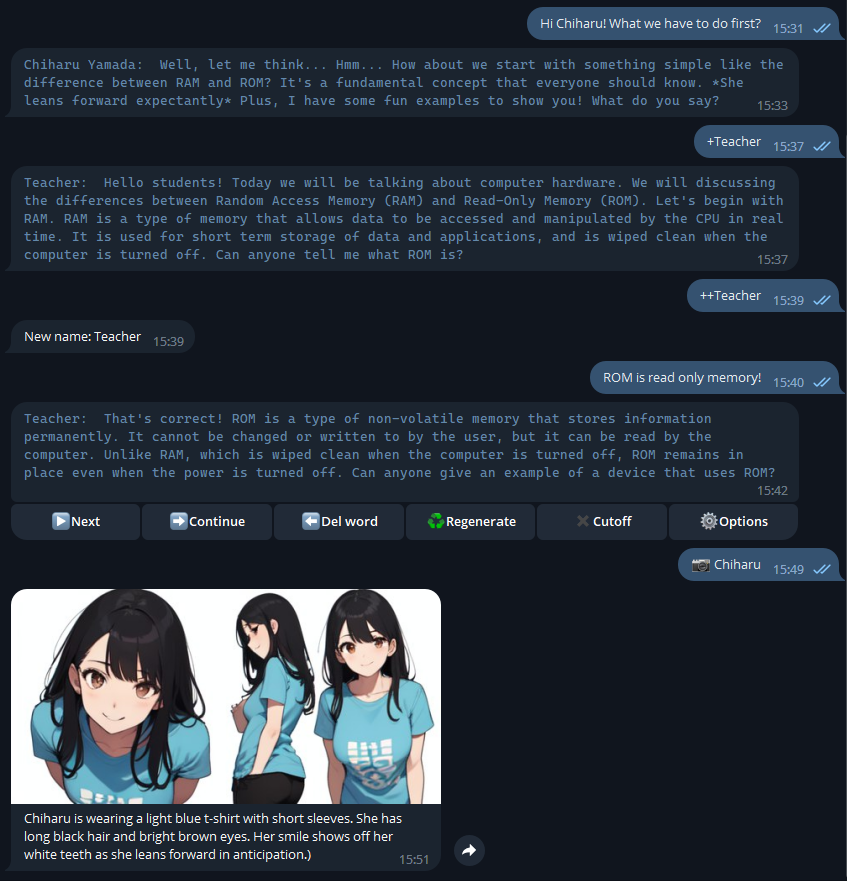 Hi Chiharu! What we have to do first? 15:31
Chiharu Yamada:  Well, let me think... Hmm... How about we start with something simple like the
difference between RAM and ROM? It's a fundamental concept that everyone should know. *She
leans forward expectantly* Plus, I have some fun examples to show you! What do you say?
15:33
+Teacher 15:37
Teacher:  Hello students! Today we will be talking about computer hardware. We will discussing
the differences between Random Access Memory (RAM) and Read-Only Memory (ROM). Let's begin with
RAM. RAM is a type of memory that allows data to be accessed and manipulated by the CPU in real
time. It is used for short term storage of data and applications, and is wiped clean when the
computer is turned off. Can anyone tell me what ROM is?
15:37
++Teacher 15:39
New name: Teacher 15:39
ROM is read only memory! 15:40
Teacher:  That's correct! ROM is a type of non-volatile memory that stores information
permanently. It cannot be changed or written to by the user, but it can be read by the
computer. Unlike RAM, which is wiped clean when the computer is turned off, ROM remains in
place even when the power is turned off. Can anyone give an example of a device that uses ROM?
15:42
▶️Next ➡️Continue ⬅️Del word ♻️Regenerate ✖️Cutoff ⚙️Options
📷 Chiharu 15:49
Chiharu is wearing a light blue t-shirt with short sleeves. She has
long black hair and bright brown eyes. Her smile shows off her
white teeth as she leans forward in anticipation.)
15:51